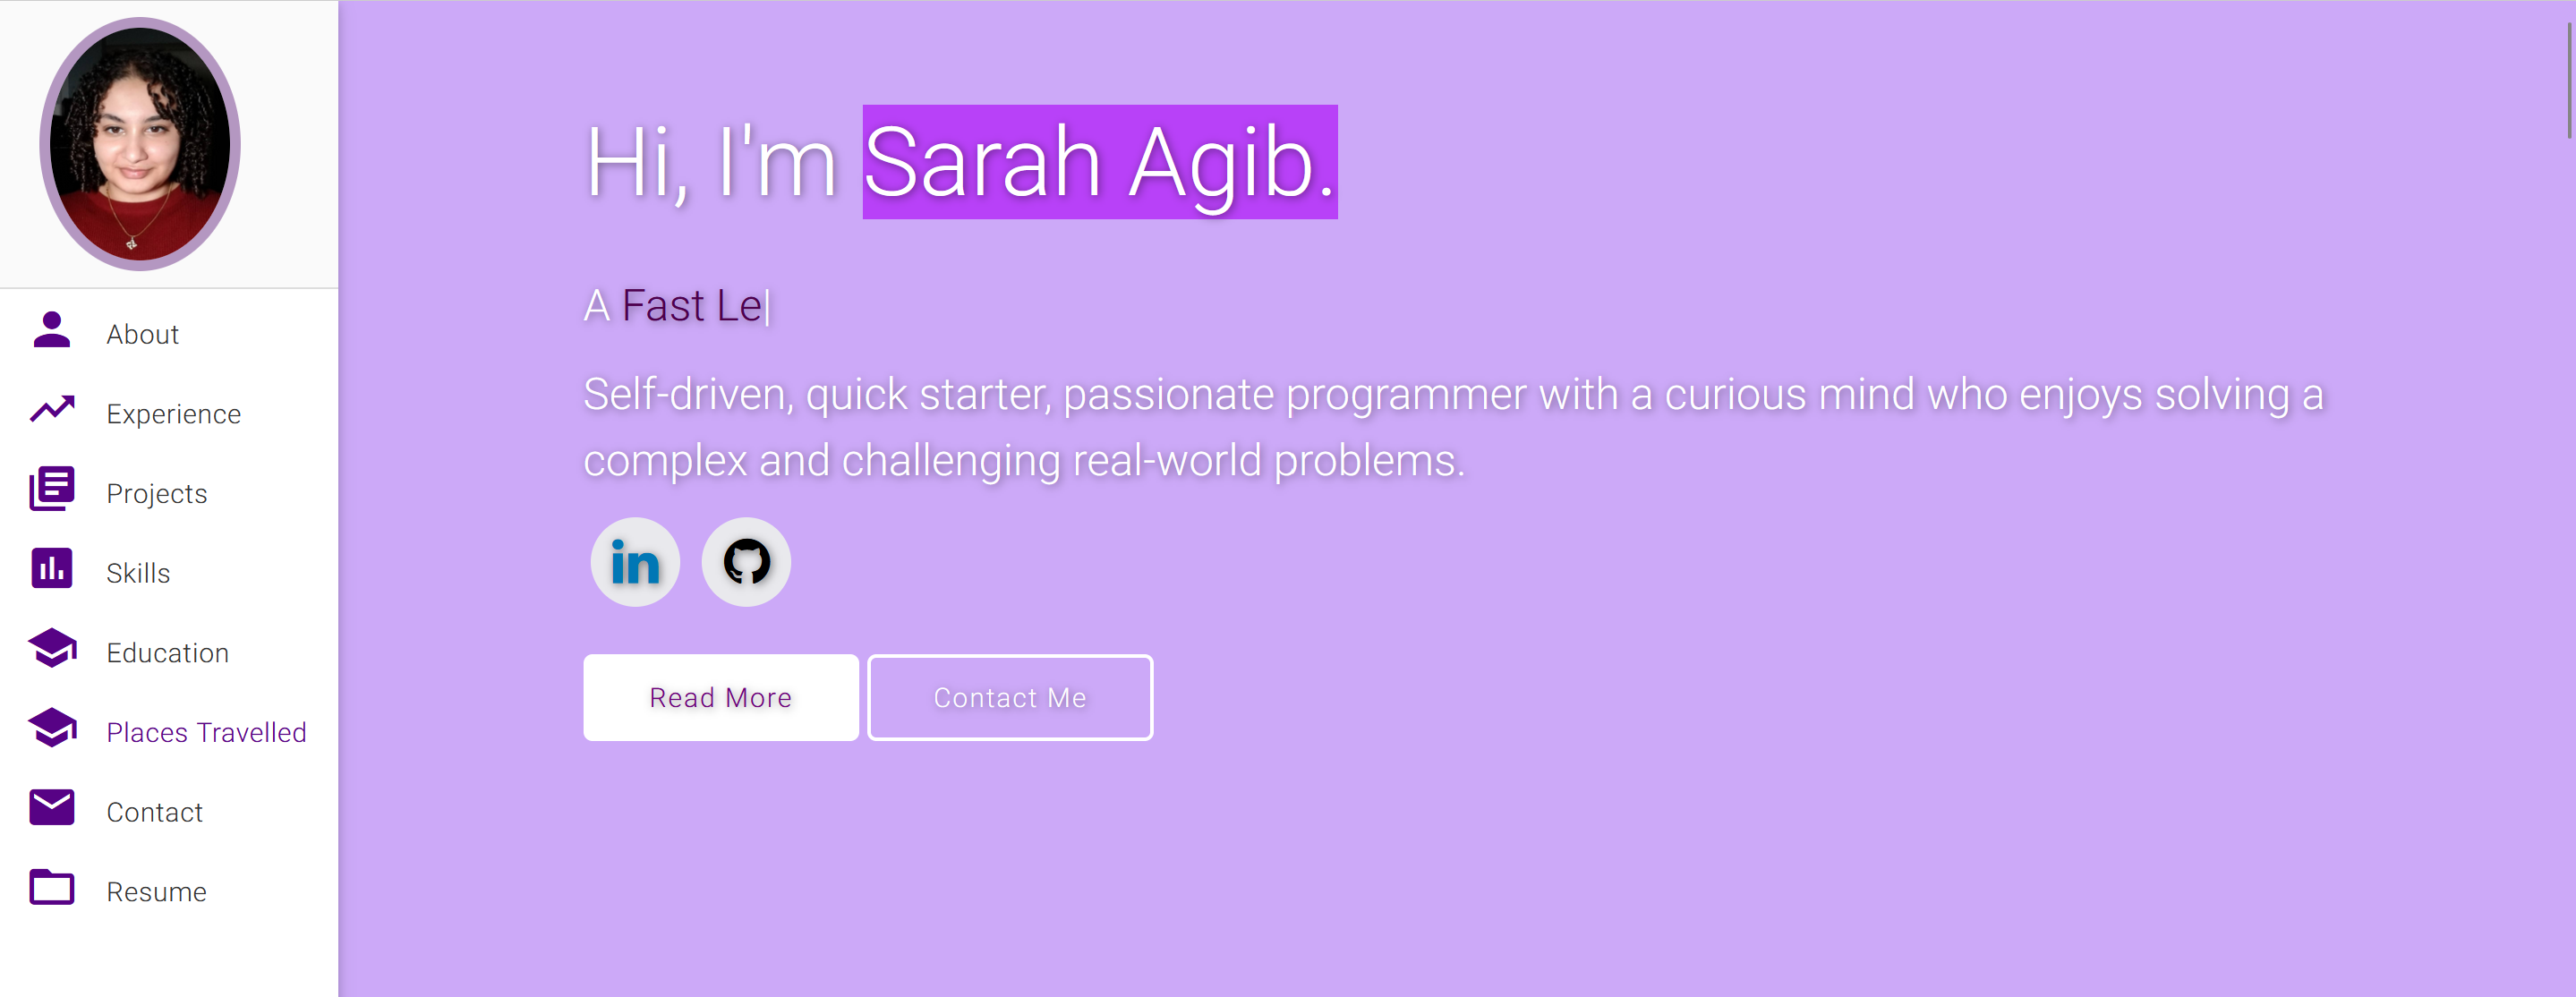 About
Experience
Projects
Skills
Education
Places Travelled
Contact
Resume
Hi, I'm Sarah Agib.
A Fast Le|
Self-driven, quick starter, passionate programmer with a curious mind who enjoys solving a
complex and challenging real-world problems.
in
Read More
Contact Me